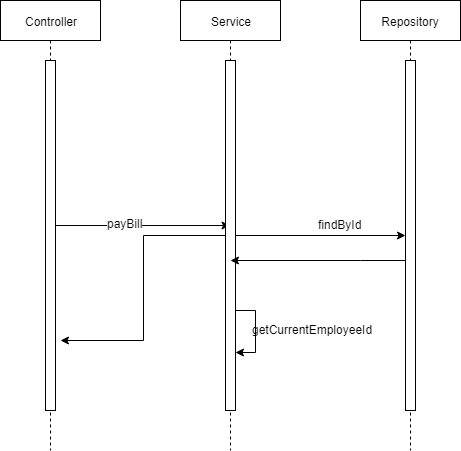 Controller
Service
Repository
payBill
findById
getCurrentEmployeeId